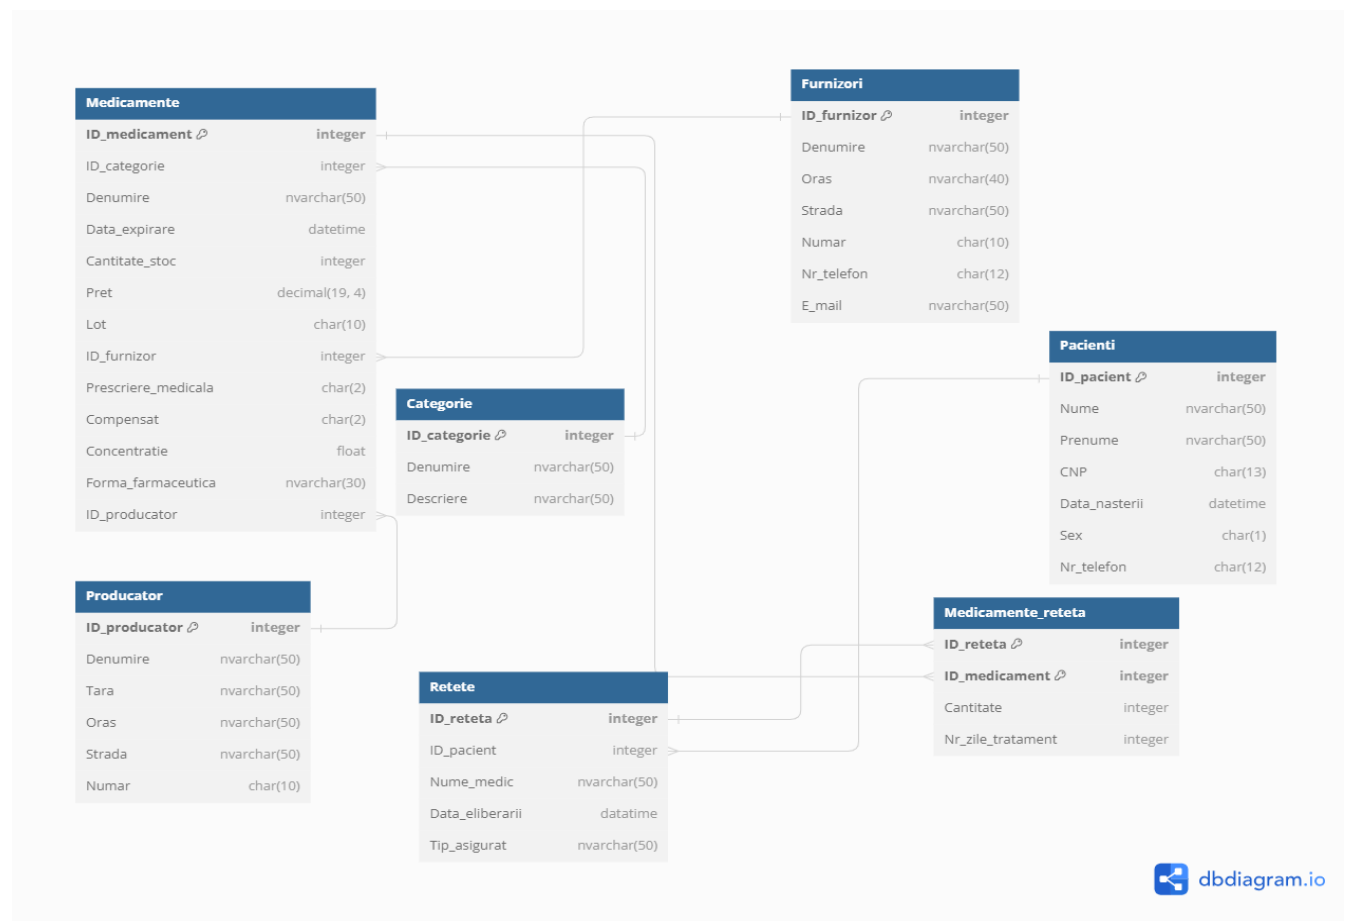 Medicamente
ID_medicament integer
ID_categorie integer
Denumire nvarchar(50)
Data_expirare datetime
Cantitate_stoc integer
Pret decimal(19, 4)
Lot char(10)
ID_furnizor integer
Prescriere_medicala char(2)
Compensat char(2)
Concentratie float
Forma_farmaceutica nvarchar(30)
ID_producator integer
Furnizori
ID_furnizor integer
Denumire nvarchar(50)
Oras nvarchar(40)
Strada nvarchar(50)
Numar char(10)
Nr_telefon char(12)
E_mail nvarchar(50)
Categorie
ID_categorie integer
Denumire nvarchar(50)
Descriere nvarchar(50)
Pacienti
ID_pacient integer
Nume nvarchar(50)
Prenume nvarchar(50)
CNP char(13)
Data_nasterii datetime
Sex char(1)
Nr_telefon char(12)
Producator
ID_producator integer
Denumire nvarchar(50)
Tara nvarchar(50)
Oras nvarchar(50)
Strada nvarchar(50)
Numar char(10)
Retete
ID_reteta integer
ID_pacient integer
Nume_medic nvarchar(50)
Data_eliberarii datatime
Tip_asigurat nvarchar(50)
Medicamente_reteta
ID_reteta integer
ID_medicament integer
Cantitate integer
Nr_zile_tratament integer
dbdiagram.io